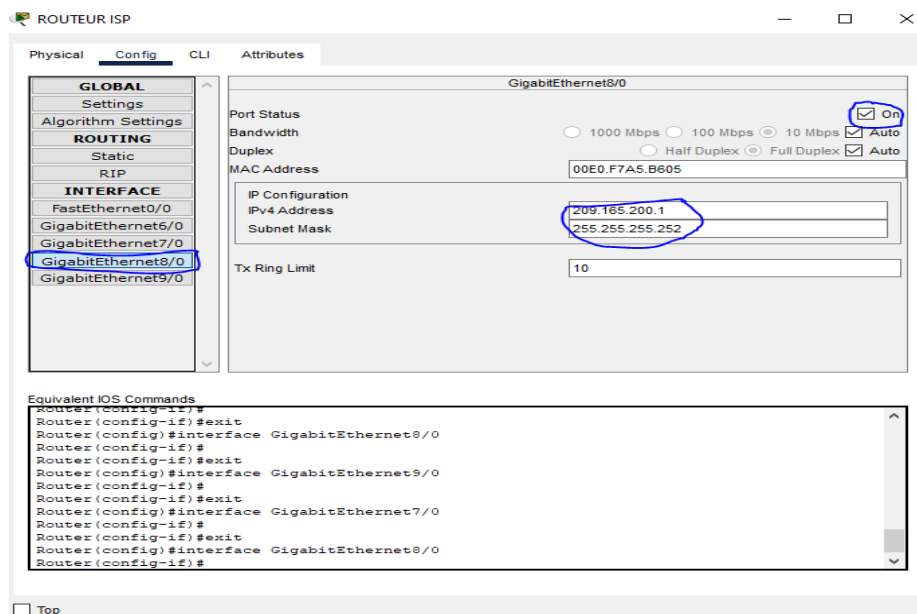 ROUTEUR ISP
Physical Config CLI Attributes
GLOBAL
Settings
Algorithm Settings
ROUTING
Static
RIP
INTERFACE
FastEthernet0/0
GigabitEthernet6/0
GigabitEthernet7/0
GigabitEthernet8/0
GigabitEthernet9/0
GigabitEthernet8/0
Port Status On
Bandwidth 1000 Mbps 100 Mbps 10 Mbps Auto
Duplex Half Duplex Full Duplex Auto
MAC Address 00E0.F7A5.B605
IP Configuration
IPv4 Address 209.165.200.1
Subnet Mask 255.255.255.252
Tx Ring Limit 10
Equivalent IOS Commands
Router(config-if)#
Router(config-if)#exit
Router(config)#interface GigabitEthernet8/0
Router(config-if)#
Router(config-if)#exit
Router(config)#interface GigabitEthernet9/0
Router(config-if)#
Router(config-if)#exit
Router(config)#interface GigabitEthernet7/0
Router(config-if)#
Router(config-if)#exit
Router(config)#interface GigabitEthernet8/0
Router(config-if)#
Top